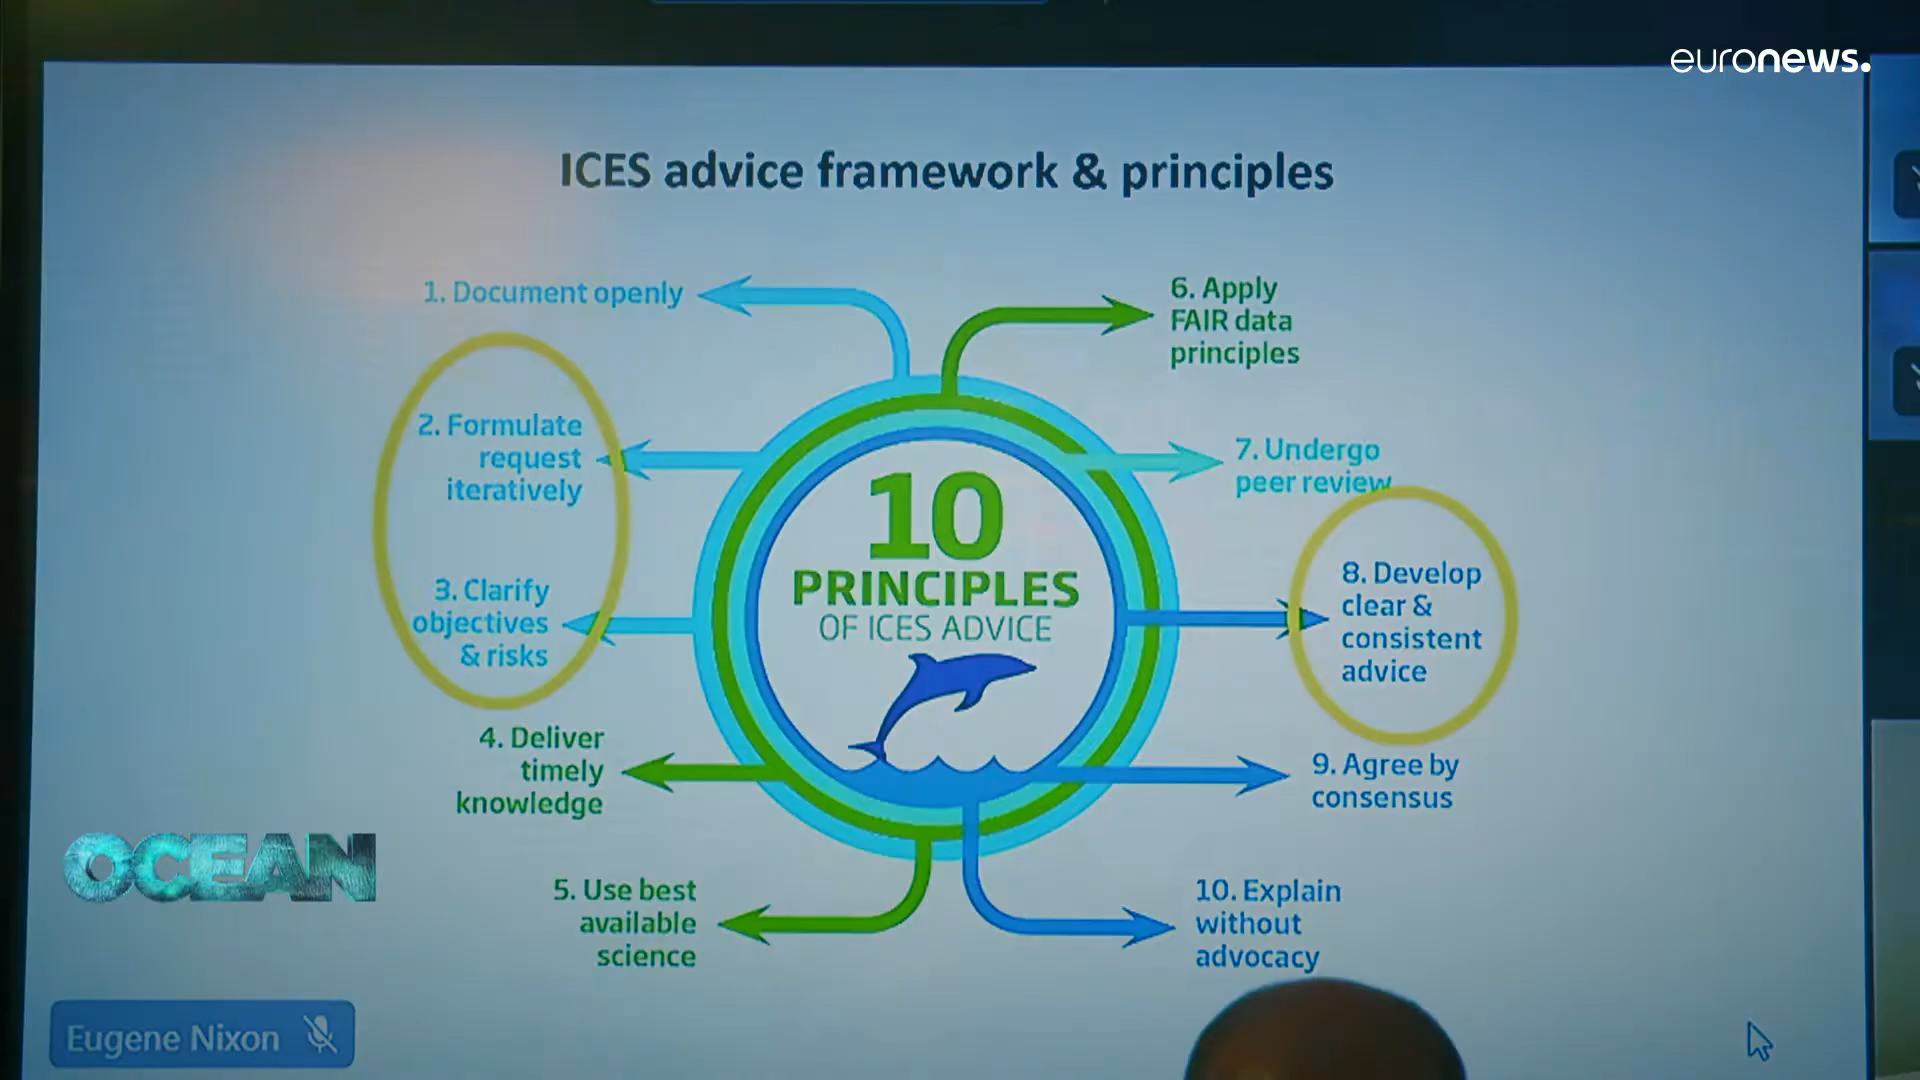 euronews.
ICES advice framework & principles
1. Document openly
2. Formulate
request
iteratively
3. Clarify
objectives
& risks
4. Deliver
timely
knowledge
5. Use best
available
science
10
PRINCIPLES
OF ICES ADVICE
6. Apply
FAIR data
principles
7. Undergo
peer review
8. Develop
clear &
consistent
advice
9. Agree by
consensus
10. Explain
without
advocacy
OCEAN
Eugene Nixon